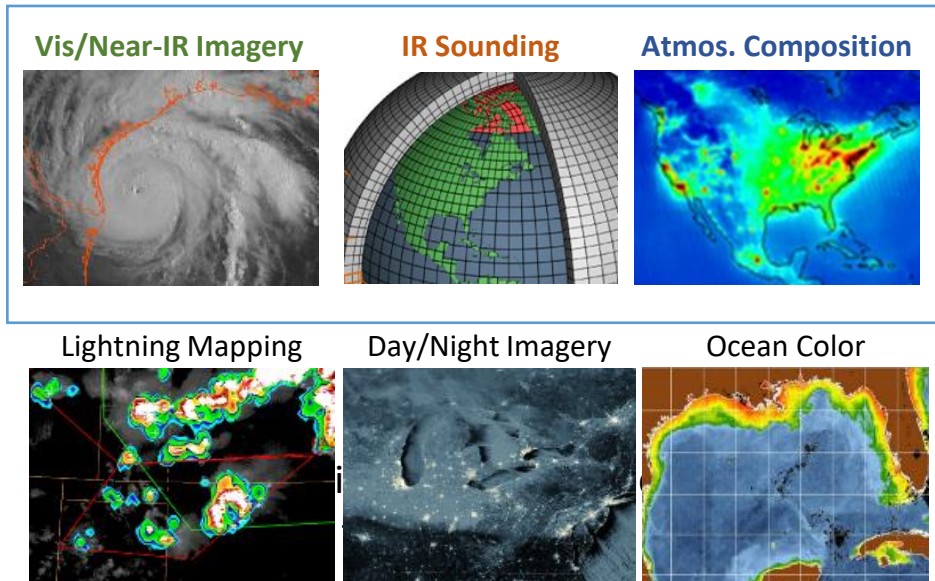 Vis/Near-IR Imagery
IR Sounding
Atmos. Composition
Lightning Mapping
Day/Night Imagery
Ocean Color